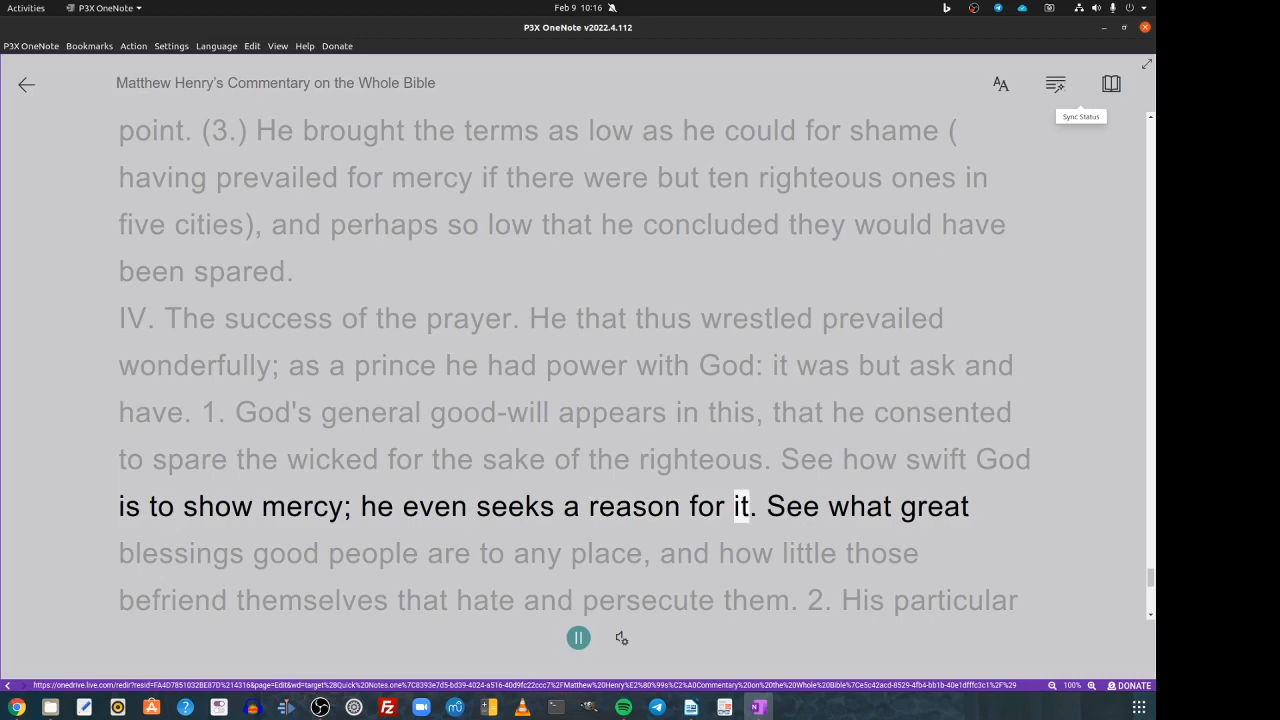 Activities P3X OneNote Feb 9 10:16
P3X OneNote v2022.4.112
P3X OneNote Bookmarks Action Settings Language Edit View Help Donate
Matthew Henry's Commentary on the Whole Bible
Sync Status
point. (3.) He brought the terms as low as he could for shame (
having prevailed for mercy if there were but ten righteous ones in
five cities), and perhaps so low that he concluded they would have
been spared.
IV. The success of the prayer. He that thus wrestled prevailed
wonderfully; as a prince he had power with God: it was but ask and
have. 1. God's general good-will appears in this, that he consented
to spare the wicked for the sake of the righteous. See how swift God
is to show mercy; he even seeks a reason for it. See what great
blessings good people are to any place, and how little those
befriend themselves that hate and persecute them. 2. His particular
100% DONATE